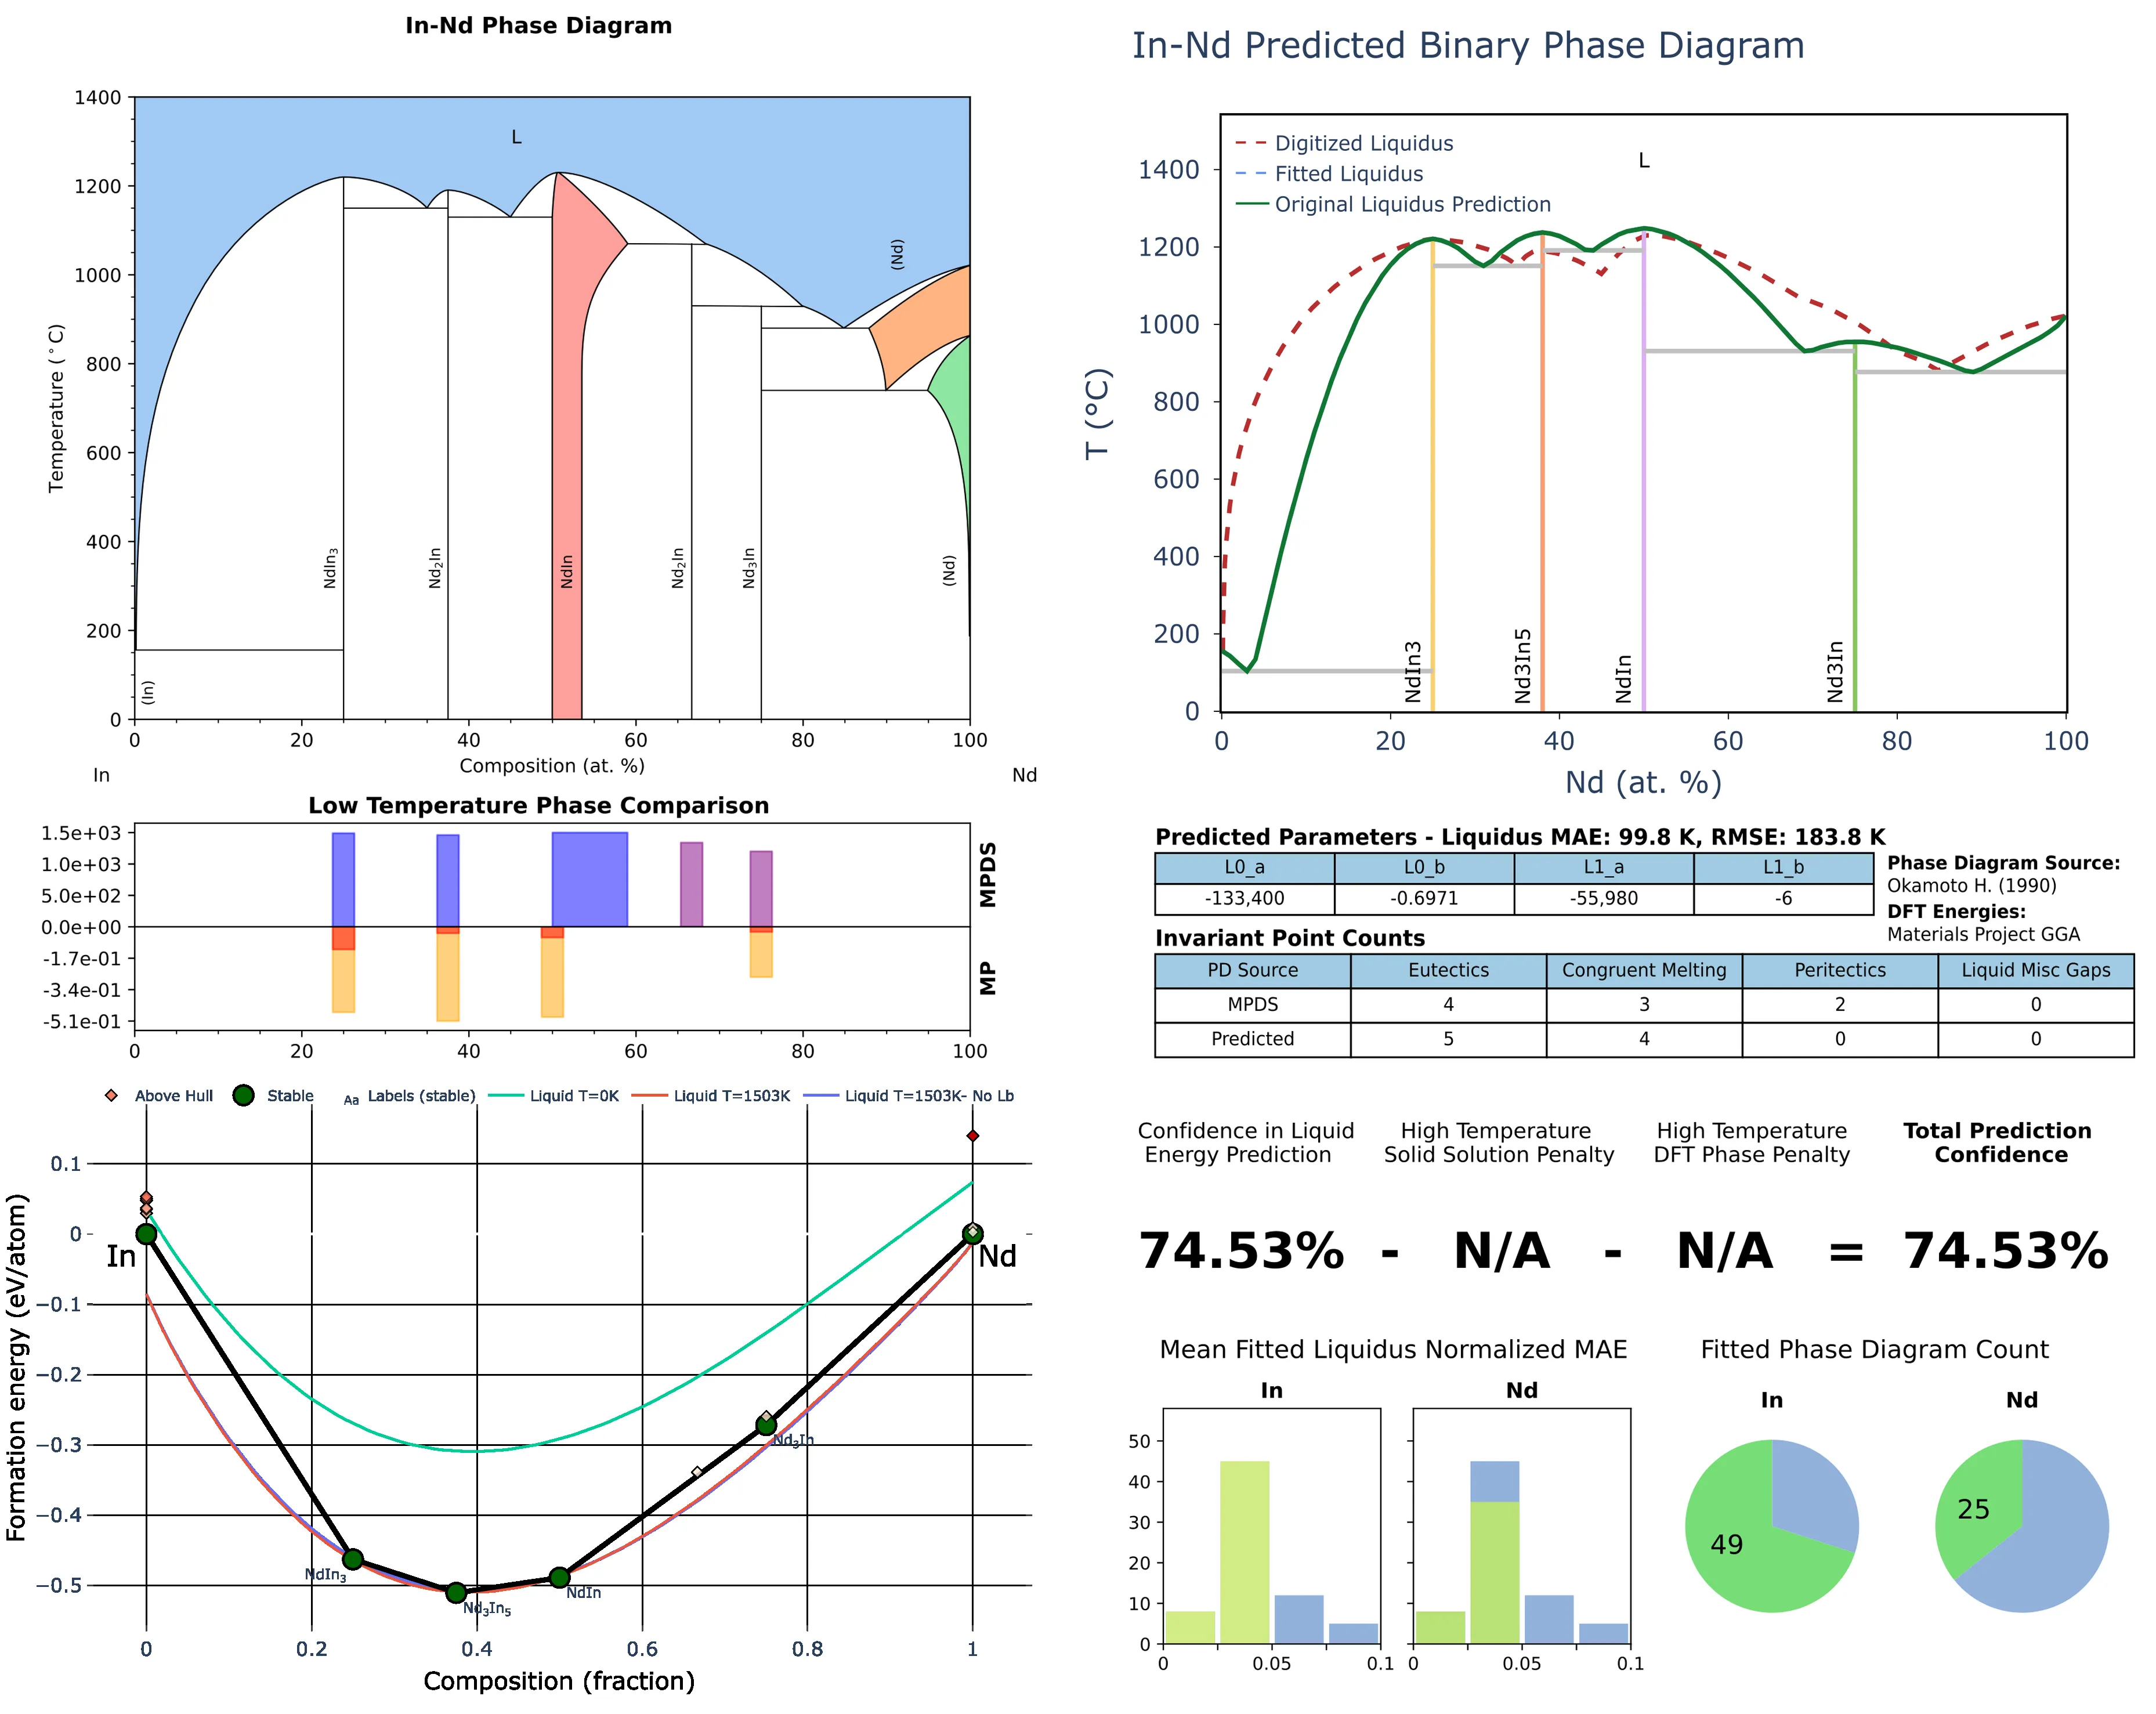 In-Nd Phase Diagram
1400
1200
1000
800
600
400
200
0
Temperature (°C)
L
(Nd)
NdIn3
Nd2In
NdIn
Nd2In
Nd3In
(Nd)
(In)
0 20 40 60 80 100
Composition (at. %)
In Nd
Low Temperature Phase Comparison
1.5e+03
1.0e+03
5.0e+02
0.0e+00
-1.7e-01
-3.4e-01
-5.1e-01
MPDS
MP
0 20 40 60 80 100
Above Hull Stable Aa Labels (stable) Liquid T=0K Liquid T=1503K Liquid T=1503K- No Lb
0.1
0
−0.1
−0.2
−0.3
−0.4
−0.5
Formation energy (eV/atom)
In
Nd
Nd3In
NdIn3
NdIn
Nd3In5
0 0.2 0.4 0.6 0.8 1
Composition (fraction)
In-Nd Predicted Binary Phase Diagram
Digitized Liquidus
Fitted Liquidus
Original Liquidus Prediction
L
1400
1200
1000
800
600
400
200
0
T (°C)
NdIn3
Nd3In5
NdIn
Nd3In
0 20 40 60 80 100
Nd (at. %)
Predicted Parameters - Liquidus MAE: 99.8 K, RMSE: 183.8 K
L0_a L0_b L1_a L1_b
-133,400 -0.6971 -55,980 -6
Phase Diagram Source:
Okamoto H. (1990)
DFT Energies:
Materials Project GGA
Invariant Point Counts
PD Source Eutectics Congruent Melting Peritectics Liquid Misc Gaps
MPDS 4 3 2 0
Predicted 5 4 0 0
Confidence in Liquid
Energy Prediction
High Temperature
Solid Solution Penalty
High Temperature
DFT Phase Penalty
Total Prediction
Confidence
74.53% - N/A - N/A = 74.53%
Mean Fitted Liquidus Normalized MAE
In Nd
50
40
30
20
10
0
0 0.05 0.1
0 0.05 0.1
Fitted Phase Diagram Count
In Nd
49
25